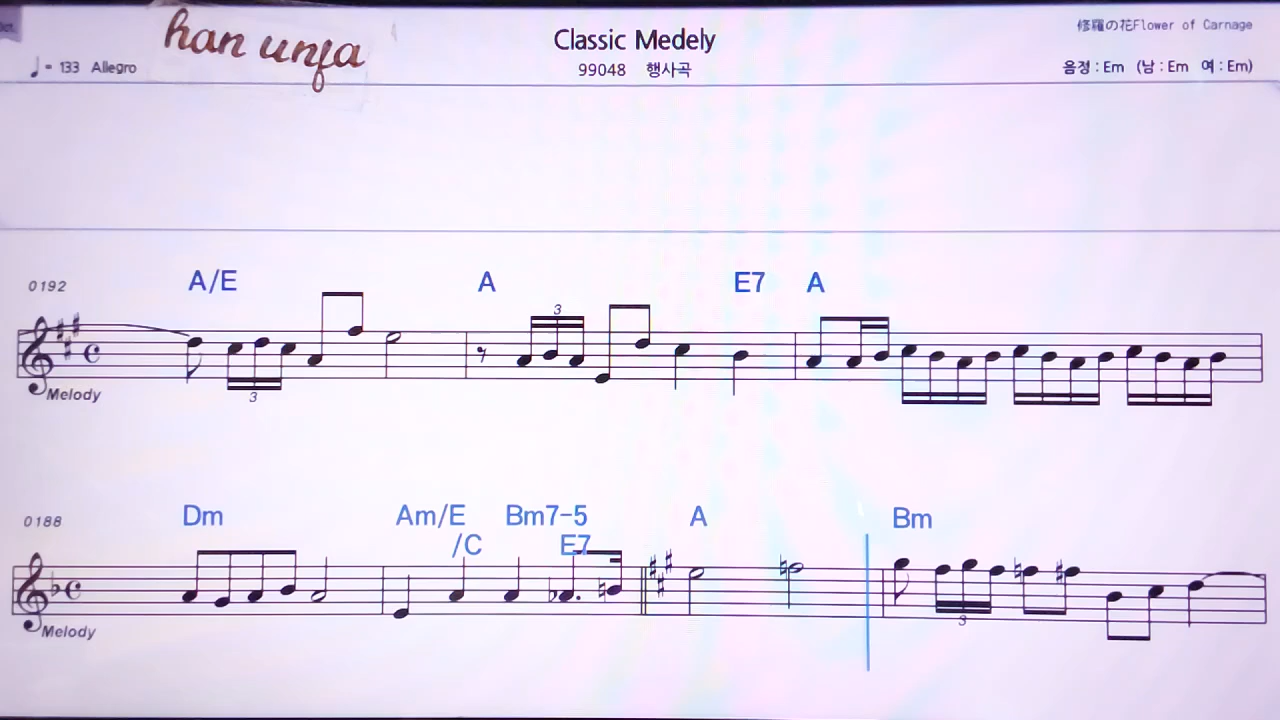 han unfa
Classic Medely
修羅の花Flower of Carnage
♩= 133 Allegro
99048 행사곡
음정 : Em (남 : Em 여 : Em)
0192
A/E A E7 A
3 3
Melody
0188
Dm Am/E Bm7-5 A Bm
/C E7
3
Melody